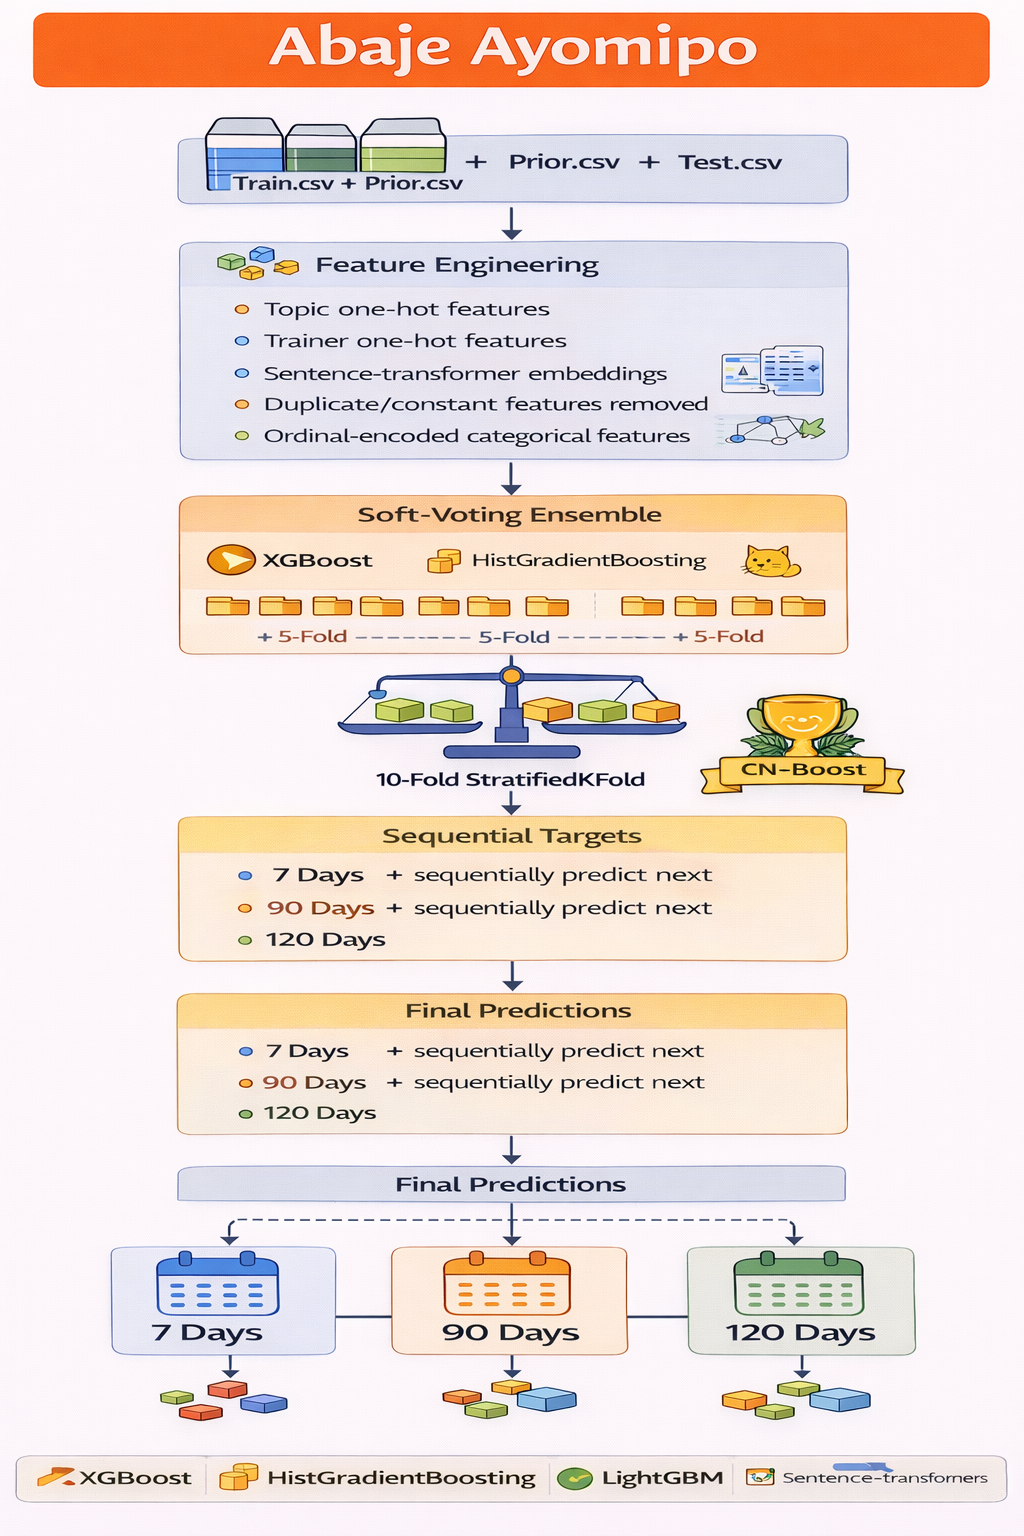 Abaje Ayomipo
+ Prior.csv + Test.csv
Train.csv + Prior.csv
Feature Engineering
Topic one-hot features
Trainer one-hot features
Sentence-transformer embeddings
Duplicate/constant features removed
Ordinal-encoded categorical features
Soft-Voting Ensemble
XGBoost HistGradientBoosting
+ 5-Fold 5-Fold + 5-Fold
10-Fold StratifiedKFold
CN-Boost
Sequential Targets
7 Days + sequentially predict next
90 Days + sequentially predict next
120 Days
Final Predictions
7 Days + sequentially predict next
90 Days + sequentially predict next
120 Days
Final Predictions
7 Days 90 Days 120 Days
XGBoost HistGradientBoosting LightGBM Sentence-transfomers